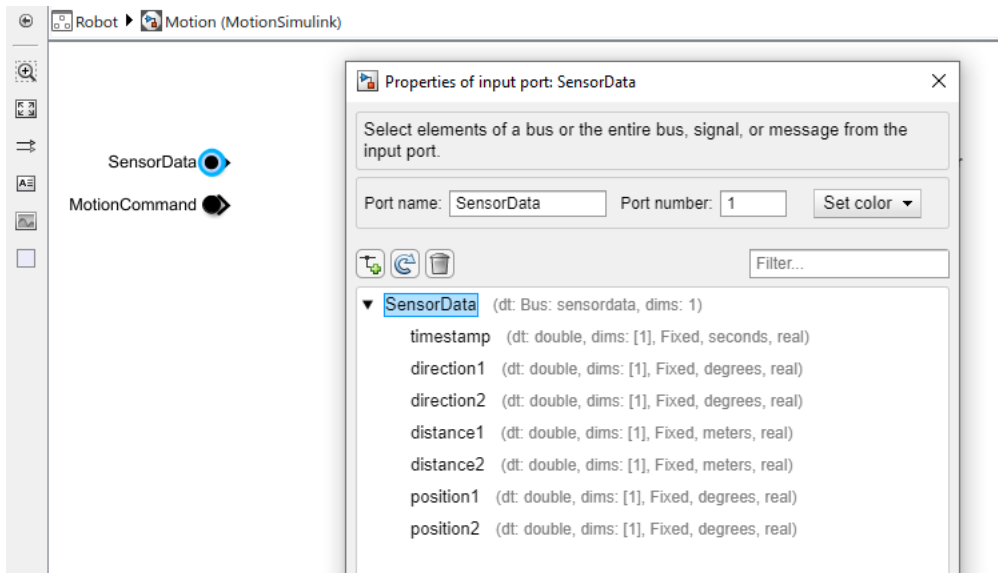 Robot Motion (MotionSimulink)
Properties of input port: SensorData
Select elements of a bus or the entire bus, signal, or message from the
input port.
SensorData
MotionCommand
Port name: SensorData Port number: 1 Set color
Filter...
SensorData (dt: Bus: sensordata, dims: 1)
timestamp (dt: double, dims: [1], Fixed, seconds, real)
direction1 (dt: double, dims: [1], Fixed, degrees, real)
direction2 (dt: double, dims: [1], Fixed, degrees, real)
distance1 (dt: double, dims: [1], Fixed, meters, real)
distance2 (dt: double, dims: [1], Fixed, meters, real)
position1 (dt: double, dims: [1], Fixed, degrees, real)
position2 (dt: double, dims: [1], Fixed, degrees, real)